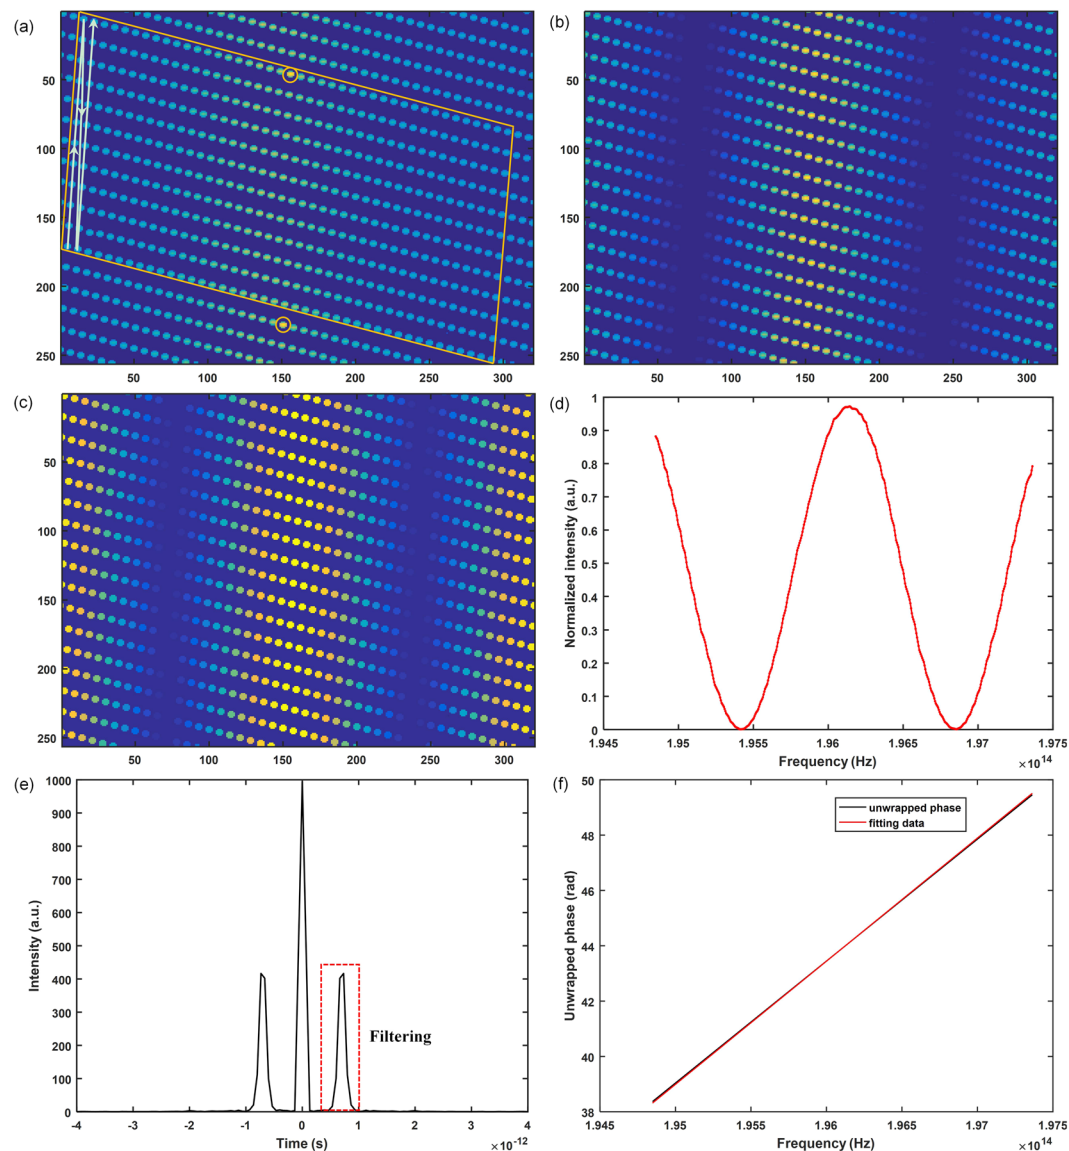 (a)
50
100
150
200
250
50 100 150 200 250 300
(b)
50
100
150
200
250
50 100 150 200 250 300
(c)
50
100
150
200
250
50 100 150 200 250 300
(d)
1
0.9
0.8
0.7
0.6
0.5
0.4
0.3
0.2
0.1
0
Normalized intensity (a.u.)
1.945 1.95 1.955 1.96 1.965 1.97 1.975
Frequency (Hz)
×10^14
(e)
1000
900
800
700
600
500
400
300
200
100
0
Intensity (a.u.)
Filtering
-4 -3 -2 -1 0 1 2 3 4
Time (s)
×10^-12
(f)
50
48
46
44
42
40
38
Unwrapped phase (rad)
unwrapped phase
fitting data
1.945 1.95 1.955 1.96 1.965 1.97 1.975
Frequency (Hz)
×10^14